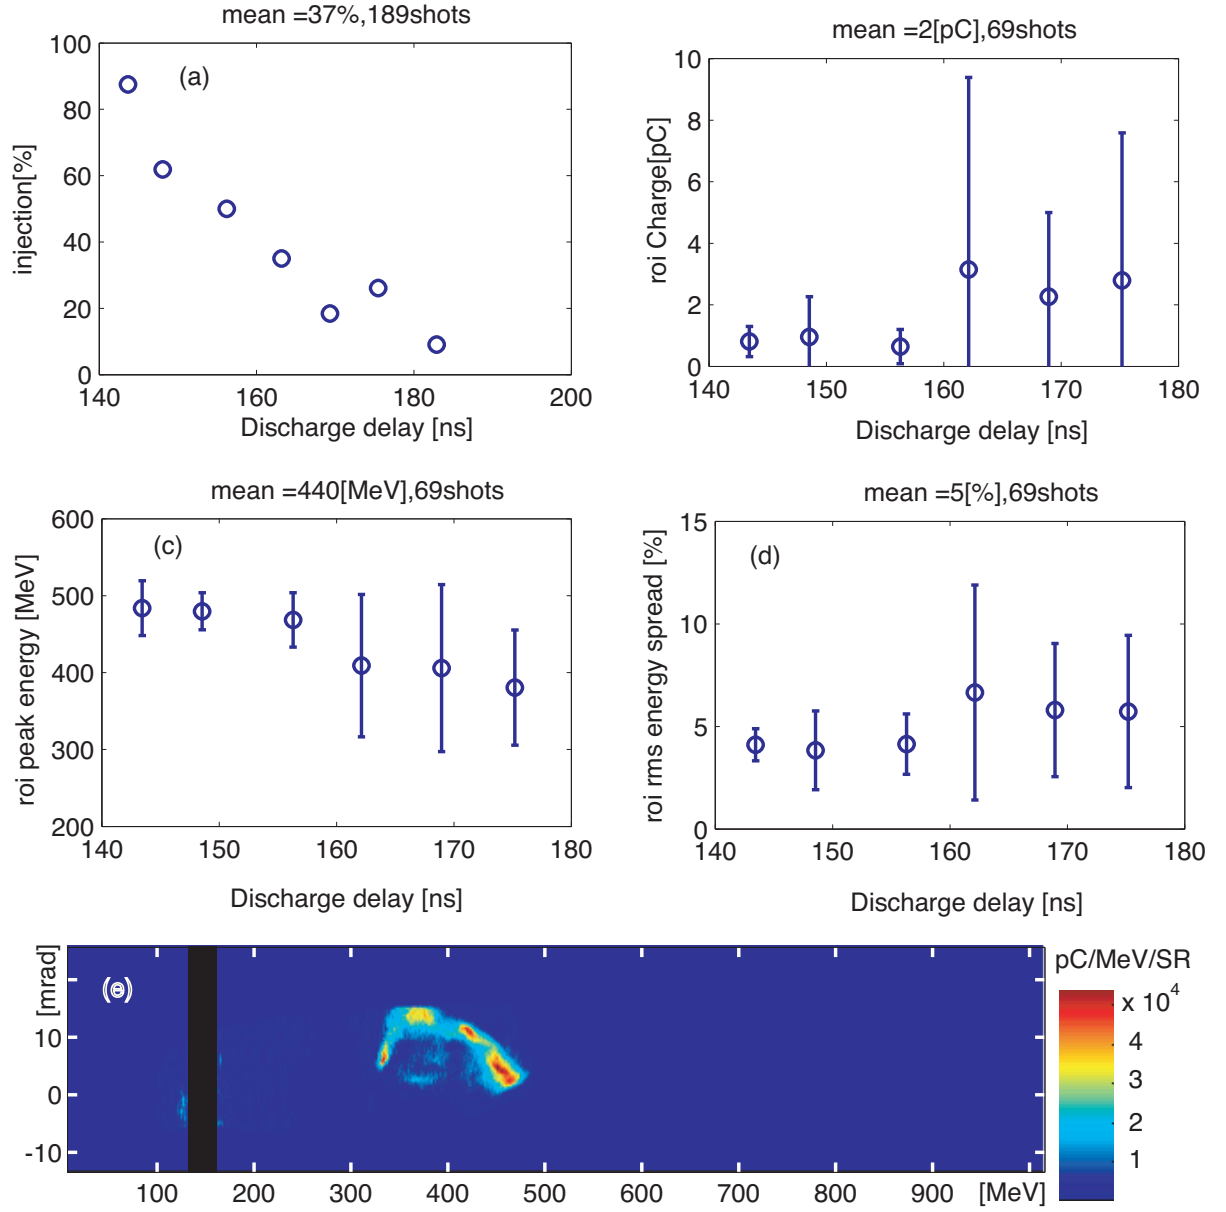 mean =37%,189shots
100
80
60
40
20
0
injection[%]
(a)
140
160
180
200
Discharge delay [ns]
mean =2[pC],69shots
10
8
6
4
2
0
roi Charge[pC]
140
150
160
170
180
Discharge delay [ns]
mean =440[MeV],69shots
600
500
400
300
200
roi peak energy [MeV]
(c)
140
150
160
170
180
Discharge delay [ns]
mean =5[%],69shots
15
10
5
0
roi rms energy spread [%]
(d)
140
150
160
170
180
Discharge delay [ns]
[mrad]
10
0
-10
(e)
100
200
300
400
500
600
700
800
900
[MeV]
pC/MeV/SR
x 10⁴
4
3
2
1